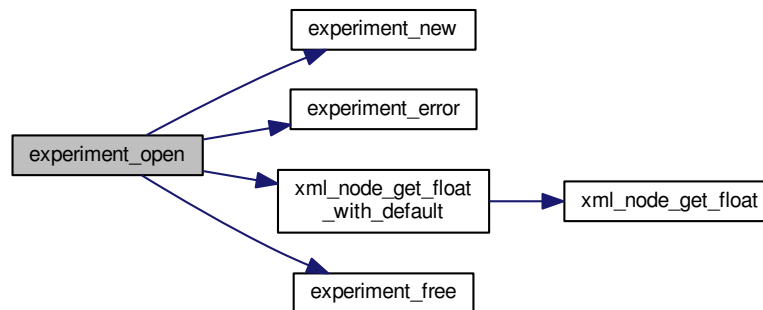 experiment_new
experiment_error
experiment_open
xml_node_get_float
_with_default
xml_node_get_float
experiment_free